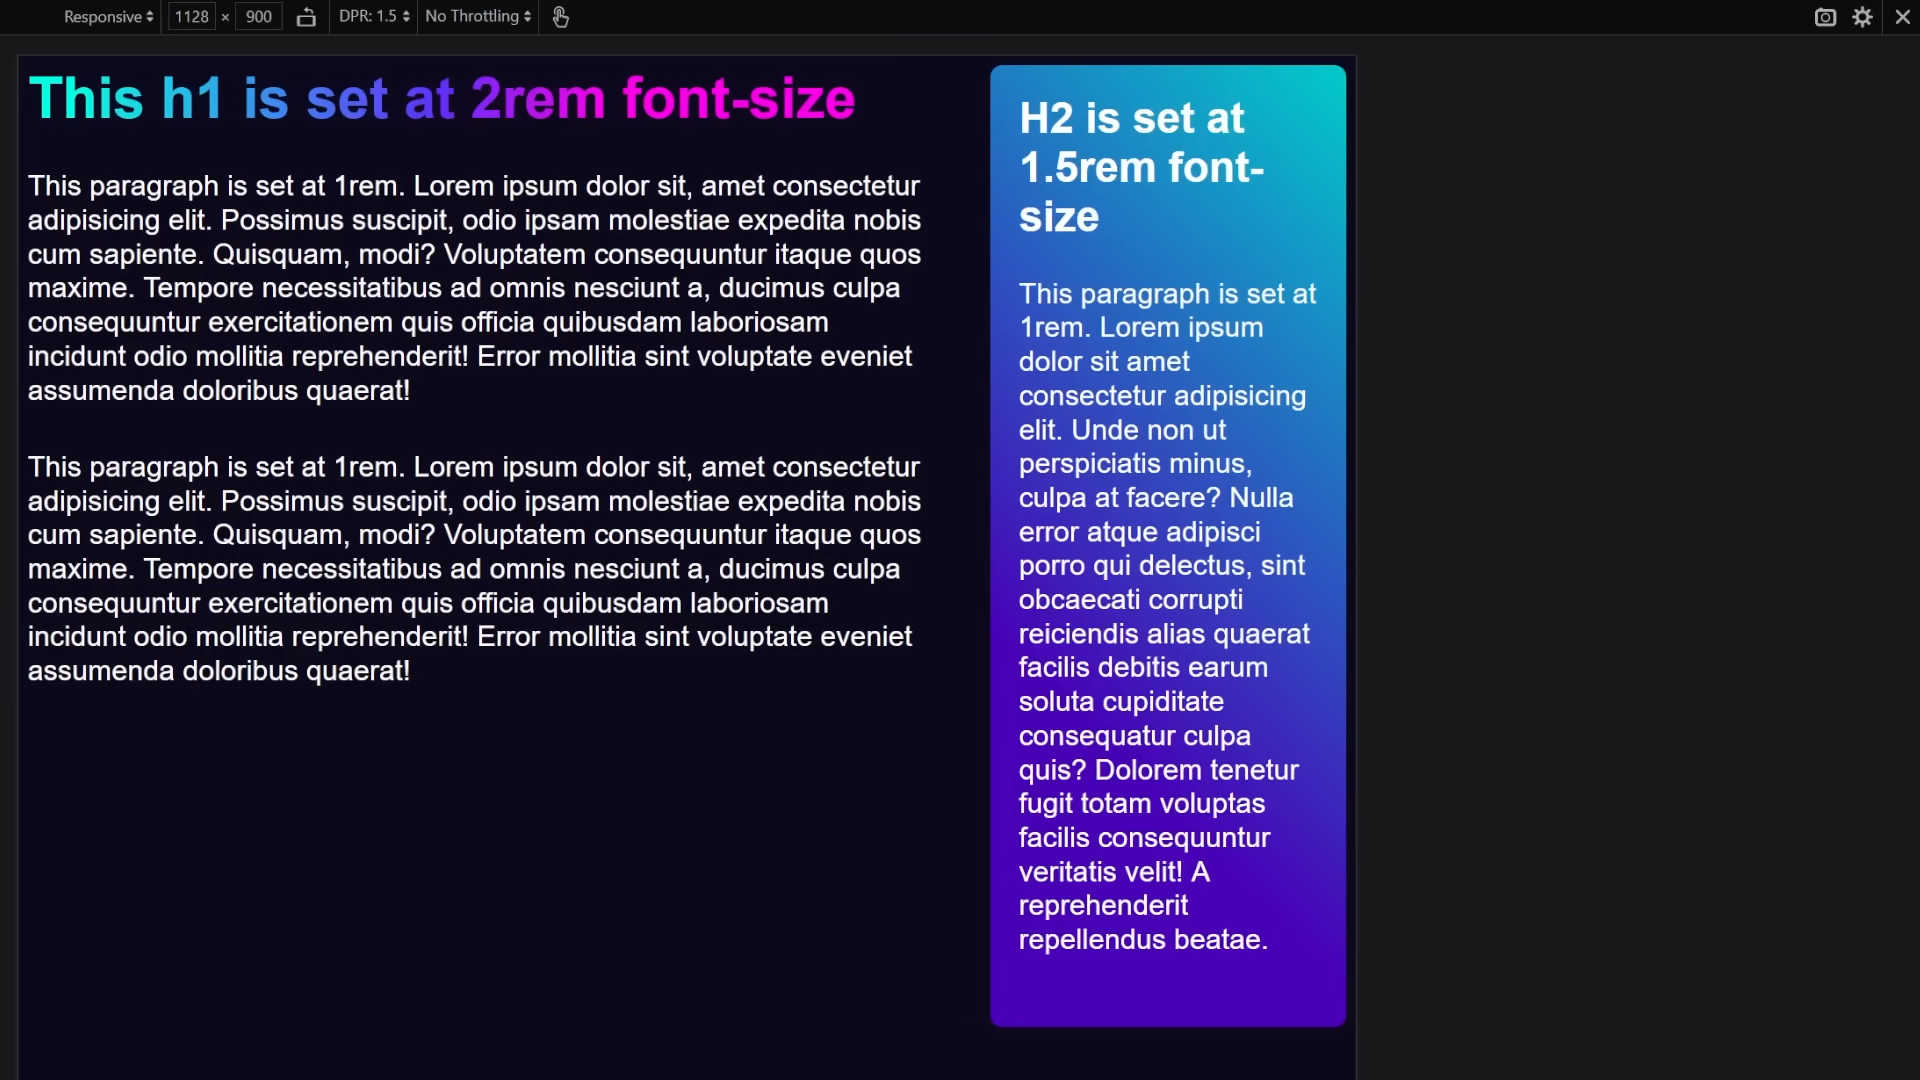 Responsive 1128 × 900 DPR: 1.5 No Throttling
This h1 is set at 2rem font-size
This paragraph is set at 1rem. Lorem ipsum dolor sit, amet consectetur
adipisicing elit. Possimus suscipit, odio ipsam molestiae expedita nobis
cum sapiente. Quisquam, modi? Voluptatem consequuntur itaque quos
maxime. Tempore necessitatibus ad omnis nesciunt a, ducimus culpa
consequuntur exercitationem quis officia quibusdam laboriosam
incidunt odio mollitia reprehenderit! Error mollitia sint voluptate eveniet
assumenda doloribus quaerat!
This paragraph is set at 1rem. Lorem ipsum dolor sit, amet consectetur
adipisicing elit. Possimus suscipit, odio ipsam molestiae expedita nobis
cum sapiente. Quisquam, modi? Voluptatem consequuntur itaque quos
maxime. Tempore necessitatibus ad omnis nesciunt a, ducimus culpa
consequuntur exercitationem quis officia quibusdam laboriosam
incidunt odio mollitia reprehenderit! Error mollitia sint voluptate eveniet
assumenda doloribus quaerat!
H2 is set at
1.5rem font-
size
This paragraph is set at
1rem. Lorem ipsum
dolor sit amet
consectetur adipisicing
elit. Unde non ut
perspiciatis minus,
culpa at facere? Nulla
error atque adipisci
porro qui delectus, sint
obcaecati corrupti
reiciendis alias quaerat
facilis debitis earum
soluta cupiditate
consequatur culpa
quis? Dolorem tenetur
fugit totam voluptas
facilis consequuntur
veritatis velit! A
reprehenderit
repellendus beatae.